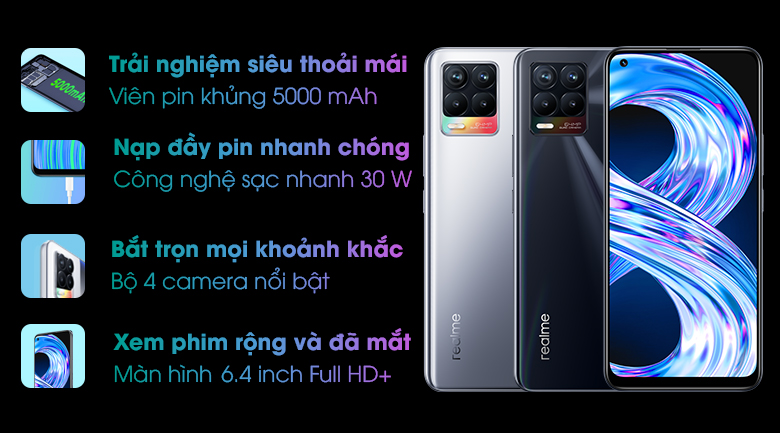 Trải nghiệm siêu thoải mái
Viên pin khủng 5000 mAh
5000mAh
Nạp đầy pin nhanh chóng
Công nghệ sạc nhanh 30 W
Bắt trọn mọi khoảnh khắc
Bộ 4 camera nổi bật
Xem phim rộng và đã mắt
Màn hình 6.4 inch Full HD+
realme
realme